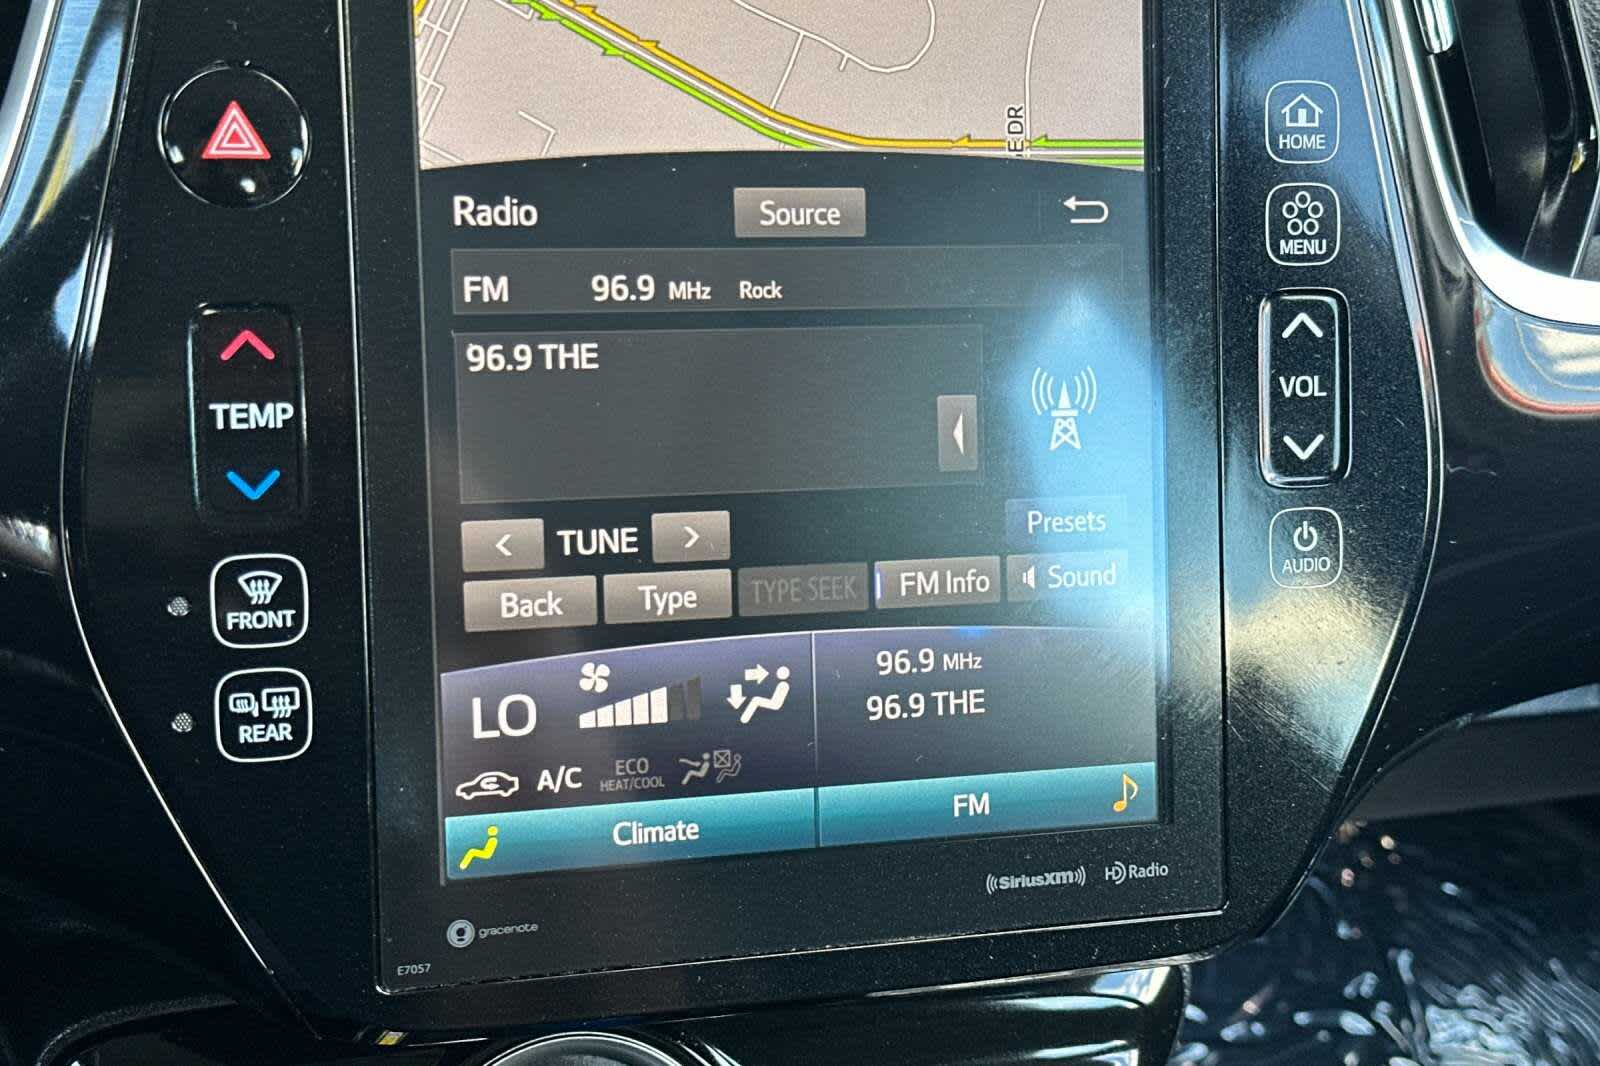 EDR
HOME
MENU
Radio
Source
FM 96.9 MHz Rock
96.9 THE
TEMP
VOL
AUDIO
< TUNE >
Presets
Back
Type
TYPE SEEK
FM Info
Sound
FRONT
REAR
LO
96.9 MHz
96.9 THE
A/C
ECO
HEAT/COOL
Climate
FM
((SiriusXM))
HD Radio
gracenote
E7057